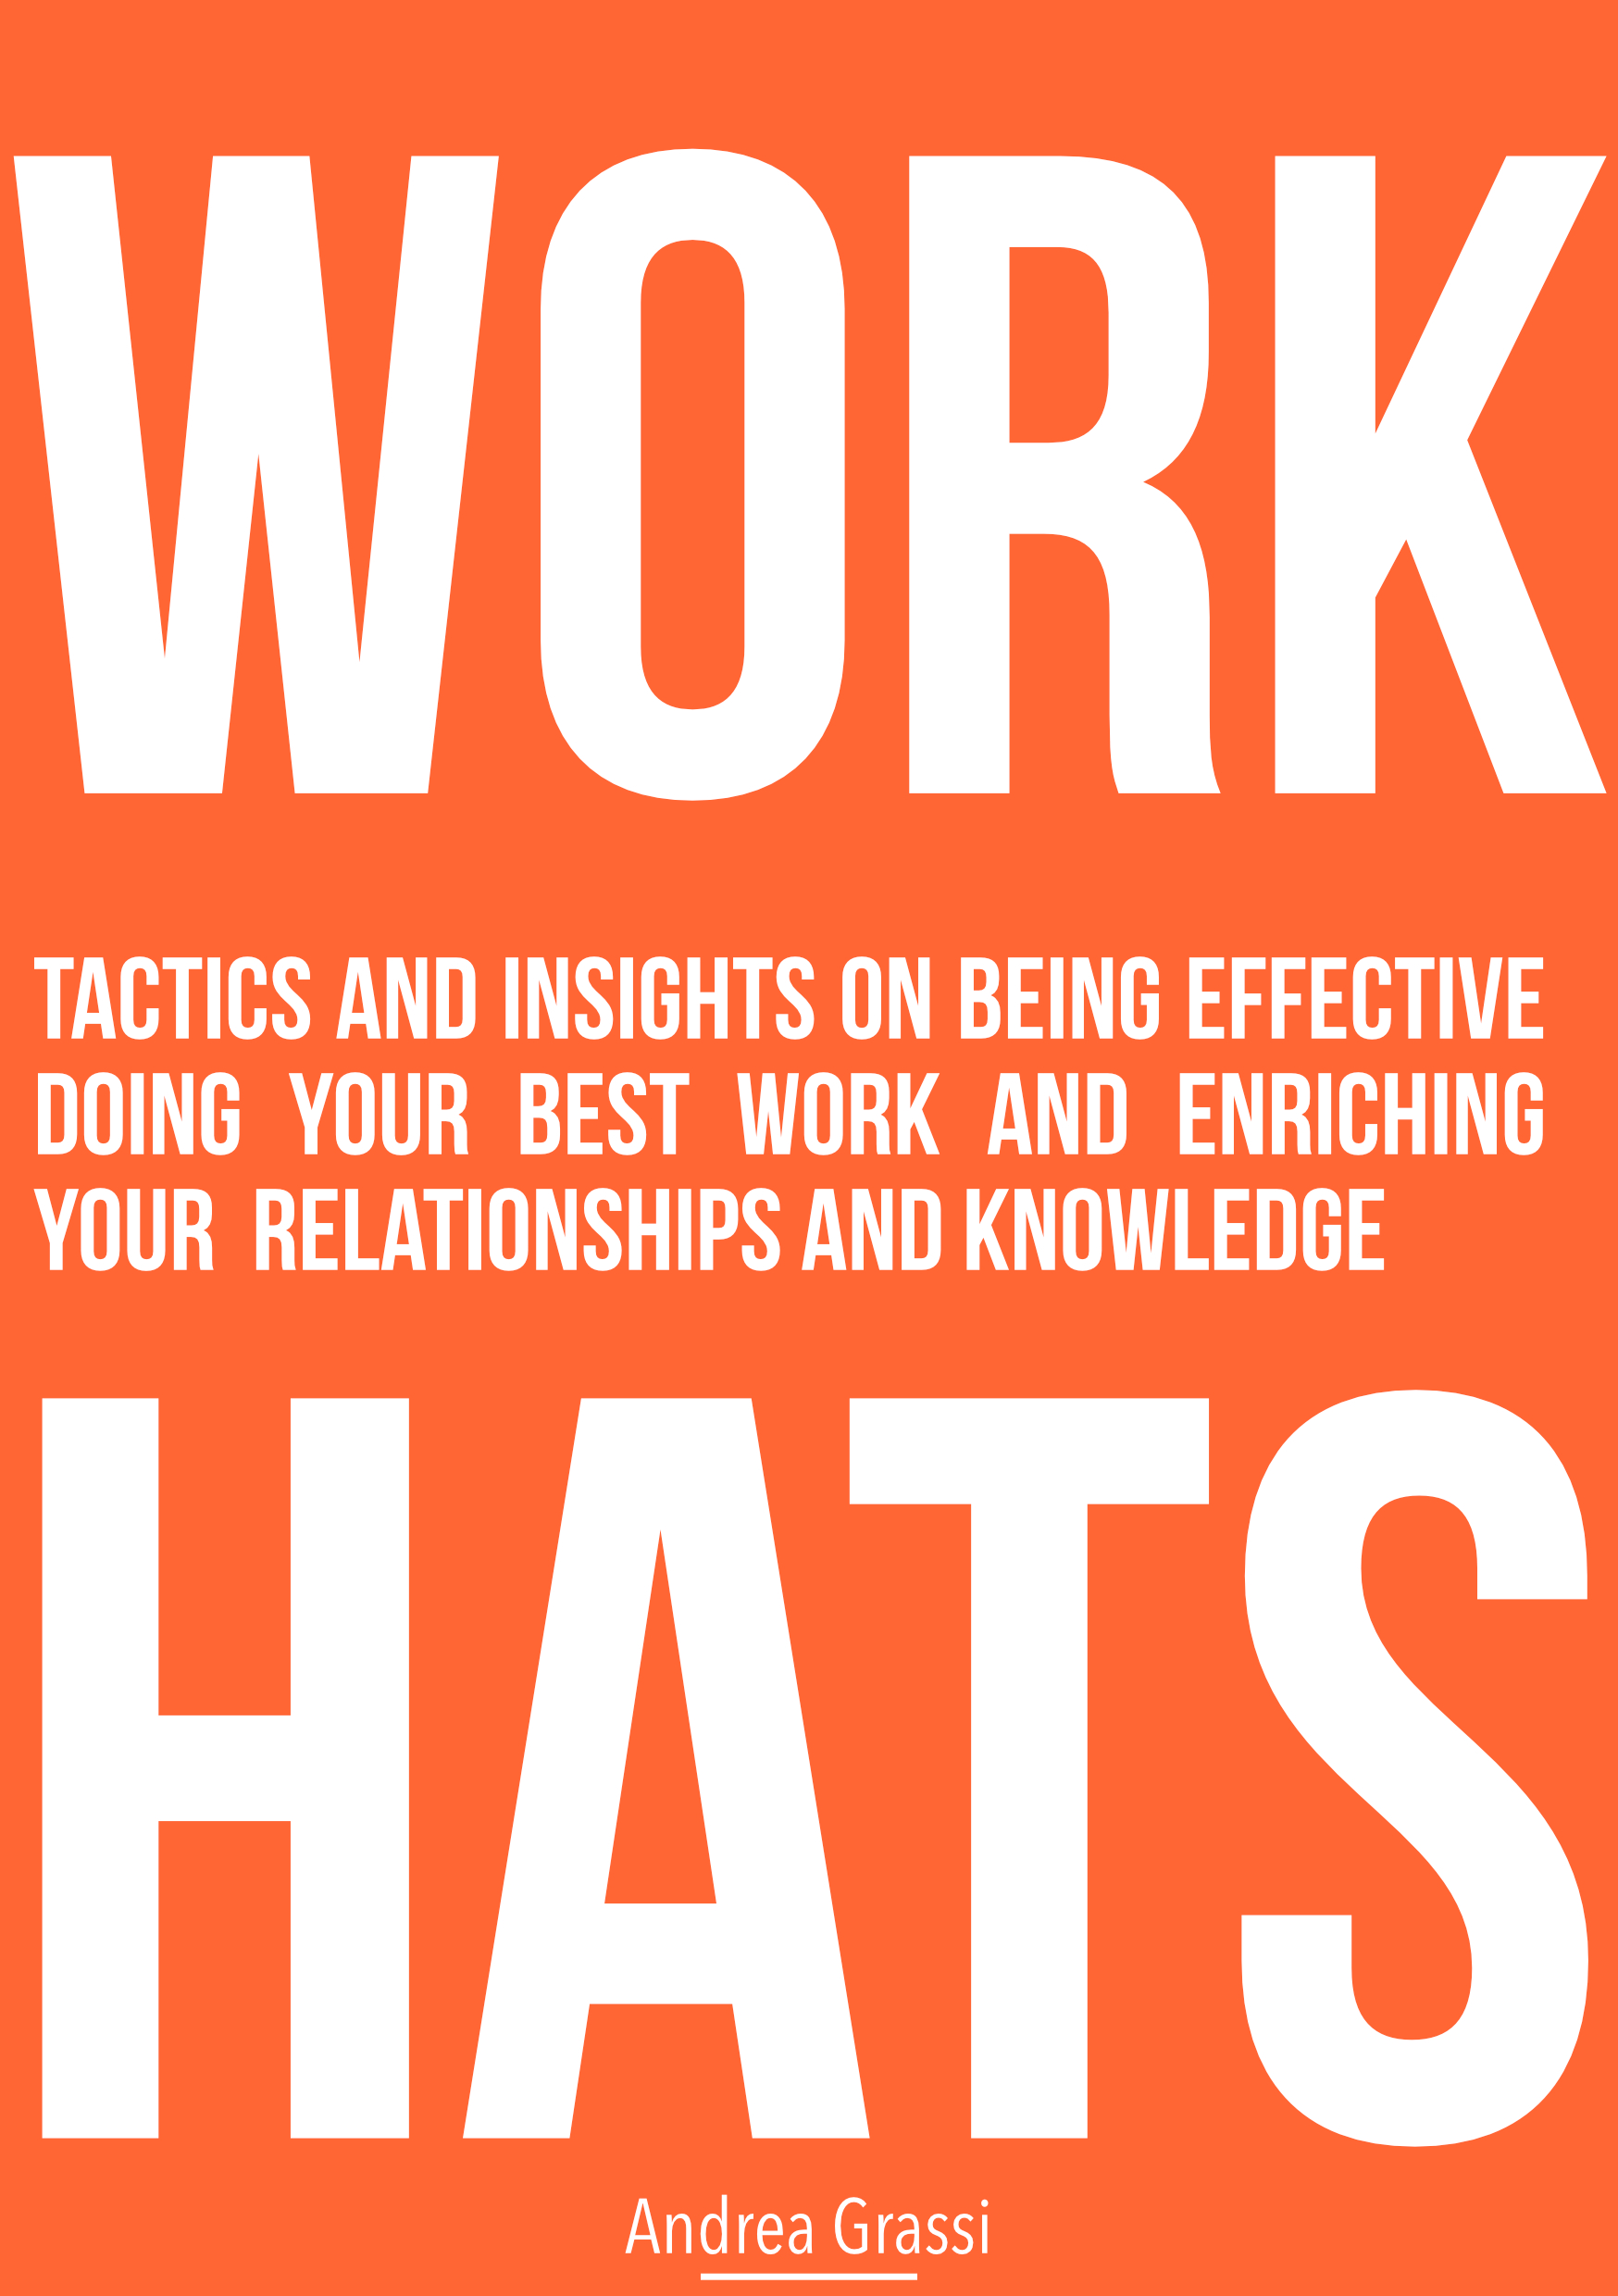 WORK
TACTICS AND INSIGHTS ON BEING EFFECTIVE
DOING YOUR BEST WORK AND ENRICHING
YOUR RELATIONSHIPS AND KNOWLEDGE
HATS
Andrea Grassi